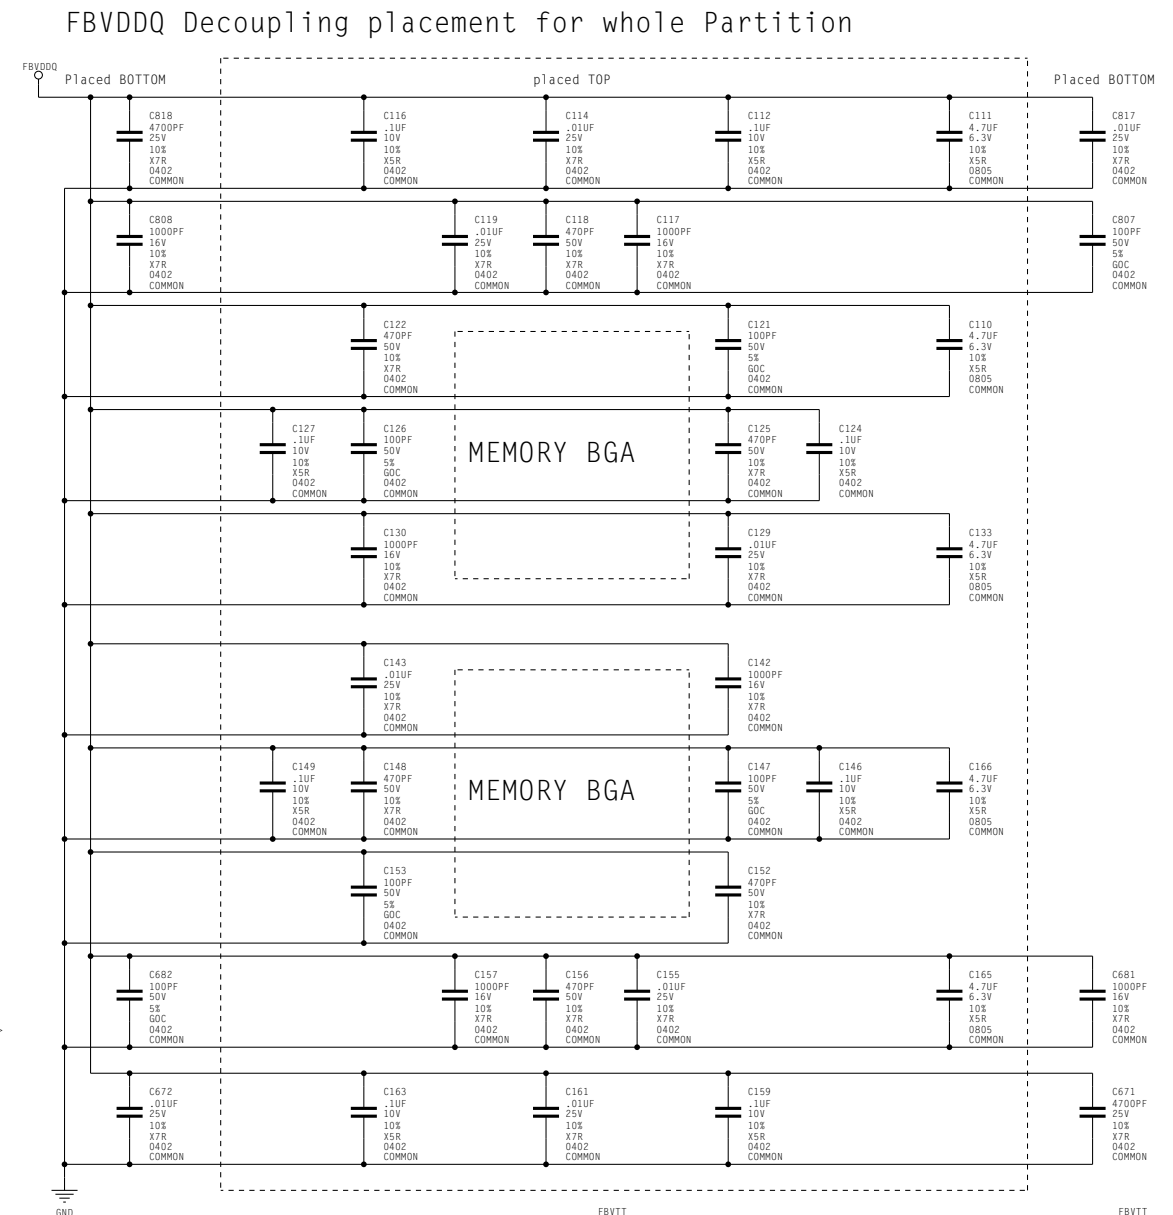 FBVDDQ Decoupling placement for whole Partition
FBVDDQ
Placed BOTTOM
placed TOP
Placed BOTTOM
C818
4700PF
25V
10%
X7R
0402
COMMON
C116
.1UF
10V
10%
X5R
0402
COMMON
C114
.01UF
25V
10%
X7R
0402
COMMON
C112
.1UF
10V
10%
X5R
0402
COMMON
C111
4.7UF
6.3V
10%
X5R
0805
COMMON
C817
.01UF
25V
10%
X7R
0402
COMMON
C808
1000PF
16V
10%
X7R
0402
COMMON
C119
.01UF
25V
10%
X7R
0402
COMMON
C118
470PF
50V
10%
X7R
0402
COMMON
C117
1000PF
16V
10%
X7R
0402
COMMON
C807
100PF
50V
5%
G0C
0402
COMMON
C122
470PF
50V
10%
X7R
0402
COMMON
C121
100PF
50V
5%
G0C
0402
COMMON
C110
4.7UF
6.3V
10%
X5R
0805
COMMON
C127
.1UF
10V
10%
X5R
0402
COMMON
C126
100PF
50V
5%
G0C
0402
COMMON
MEMORY BGA
C125
470PF
50V
10%
X7R
0402
COMMON
C124
.1UF
10V
10%
X5R
0402
COMMON
C130
1000PF
16V
10%
X7R
0402
COMMON
C129
.01UF
25V
10%
X7R
0402
COMMON
C133
4.7UF
6.3V
10%
X5R
0805
COMMON
C143
.01UF
25V
10%
X7R
0402
COMMON
C142
1000PF
16V
10%
X7R
0402
COMMON
C149
.1UF
10V
10%
X5R
0402
COMMON
C148
470PF
50V
10%
X7R
0402
COMMON
MEMORY BGA
C147
100PF
50V
5%
G0C
0402
COMMON
C146
.1UF
10V
10%
X5R
0402
COMMON
C166
4.7UF
6.3V
10%
X5R
0805
COMMON
C153
100PF
50V
5%
G0C
0402
COMMON
C152
470PF
50V
10%
X7R
0402
COMMON
C682
100PF
50V
5%
G0C
0402
COMMON
C157
1000PF
16V
10%
X7R
0402
COMMON
C156
470PF
50V
10%
X7R
0402
COMMON
C155
.01UF
25V
10%
X7R
0402
COMMON
C165
4.7UF
6.3V
10%
X5R
0805
COMMON
C681
1000PF
16V
10%
X7R
0402
COMMON
C672
.01UF
25V
10%
X7R
0402
COMMON
C163
.1UF
10V
10%
X5R
0402
COMMON
C161
.01UF
25V
10%
X7R
0402
COMMON
C159
.1UF
10V
10%
X5R
0402
COMMON
C671
4700PF
25V
10%
X7R
0402
COMMON
GND
FBVTT
FBVTT